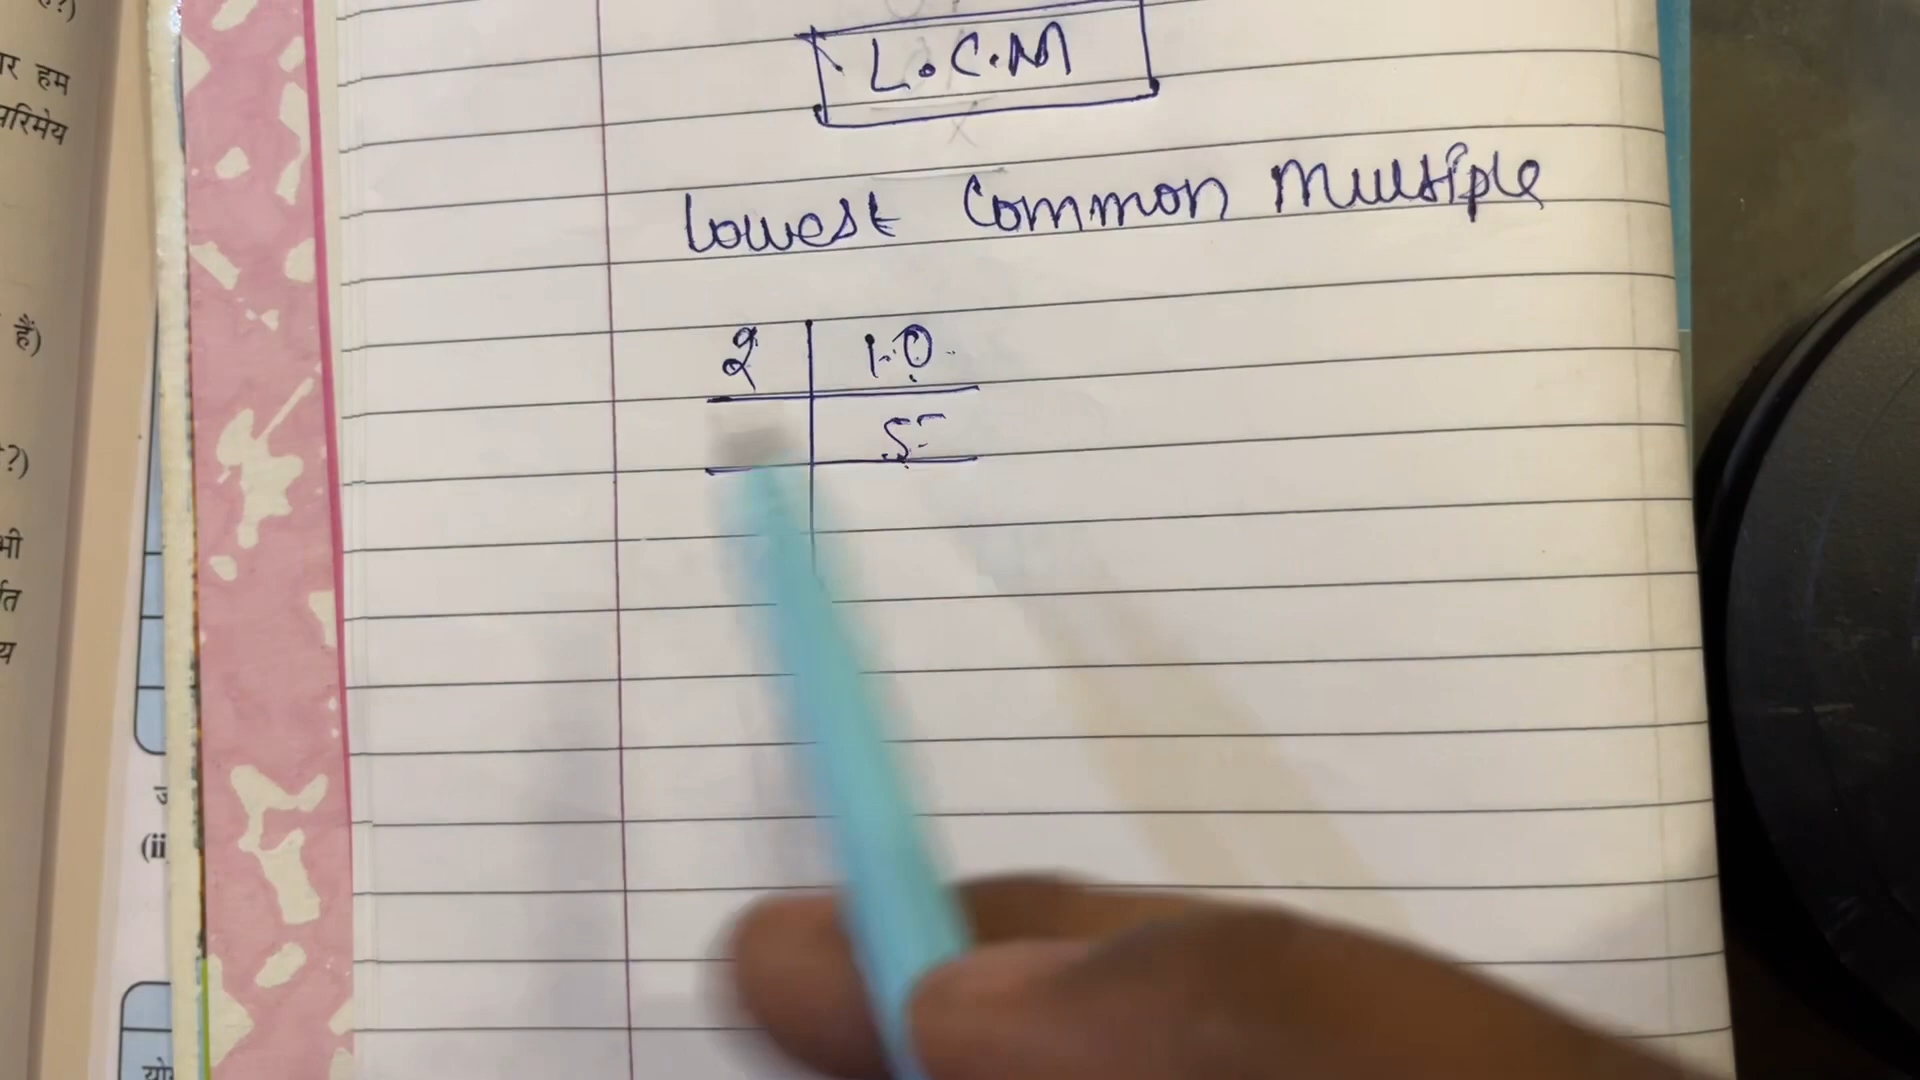 L.C.M
Lowest Common Multiple
2 | 10
5
हम
है)
?)
(ii